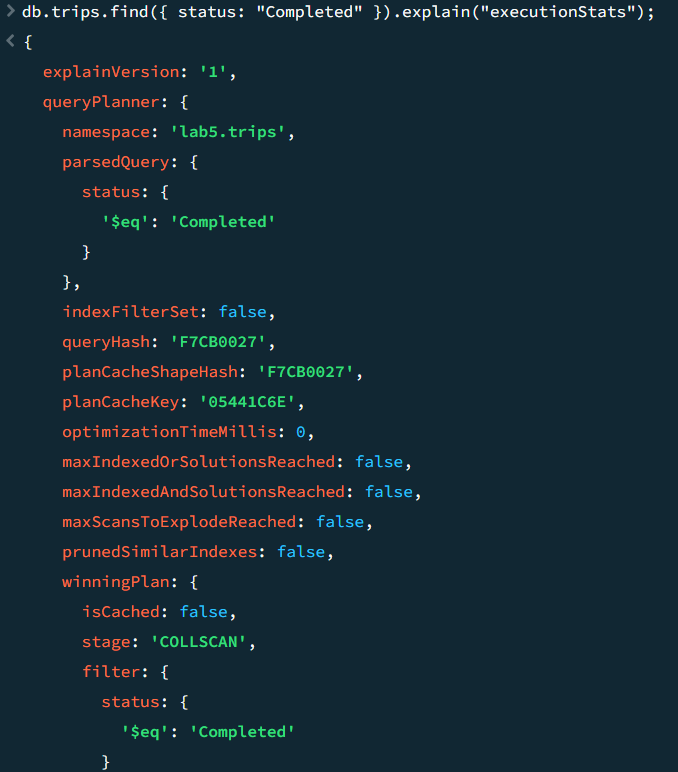 > db.trips.find({ status: "Completed" }).explain("executionStats");
< {
explainVersion: '1',
queryPlanner: {
namespace: 'lab5.trips',
parsedQuery: {
status: {
'$eq': 'Completed'
}
},
indexFilterSet: false,
queryHash: 'F7CB0027',
planCacheShapeHash: 'F7CB0027',
planCacheKey: '05441C6E',
optimizationTimeMillis: 0,
maxIndexedOrSolutionsReached: false,
maxIndexedAndSolutionsReached: false,
maxScansToExplodeReached: false,
prunedSimilarIndexes: false,
winningPlan: {
isCached: false,
stage: 'COLLSCAN',
filter: {
status: {
'$eq': 'Completed'
}